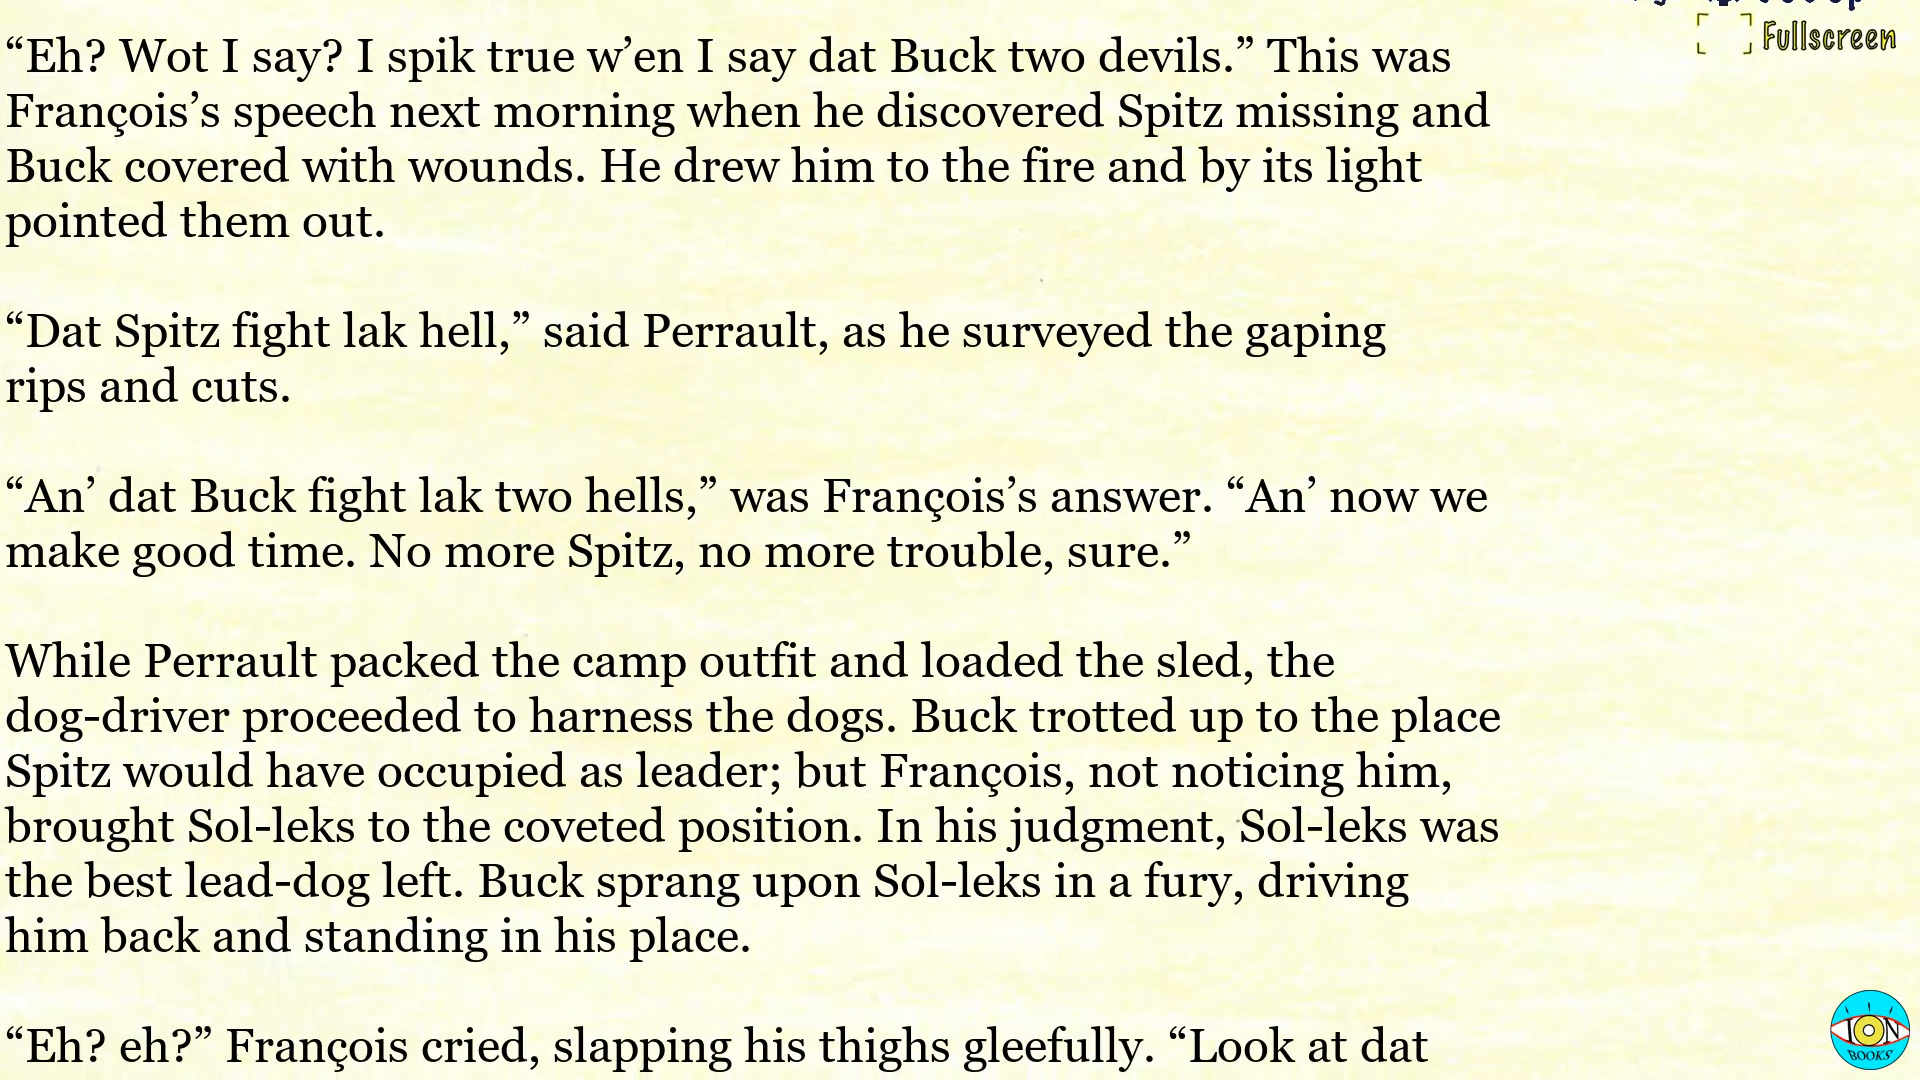 Fullscreen
“Eh? Wot I say? I spik true w’en I say dat Buck two devils.” This was
François’s speech next morning when he discovered Spitz missing and
Buck covered with wounds. He drew him to the fire and by its light
pointed them out.
“Dat Spitz fight lak hell,” said Perrault, as he surveyed the gaping
rips and cuts.
“An’ dat Buck fight lak two hells,” was François’s answer. “An’ now we
make good time. No more Spitz, no more trouble, sure.”
While Perrault packed the camp outfit and loaded the sled, the
dog-driver proceeded to harness the dogs. Buck trotted up to the place
Spitz would have occupied as leader; but François, not noticing him,
brought Sol-leks to the coveted position. In his judgment, Sol-leks was
the best lead-dog left. Buck sprang upon Sol-leks in a fury, driving
him back and standing in his place.
“Eh? eh?” François cried, slapping his thighs gleefully. “Look at dat
ION
BOOKS